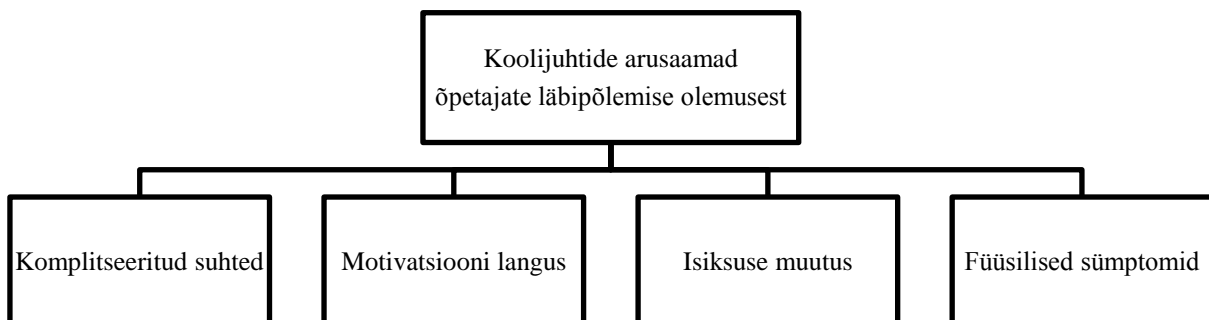 Koolijuhtide arusaamad
õpetajate läbipõlemise olemusest
Komplitseeritud suhted
Motivatsiooni langus
Isiksuse muutus
Füüsilised sümptomid